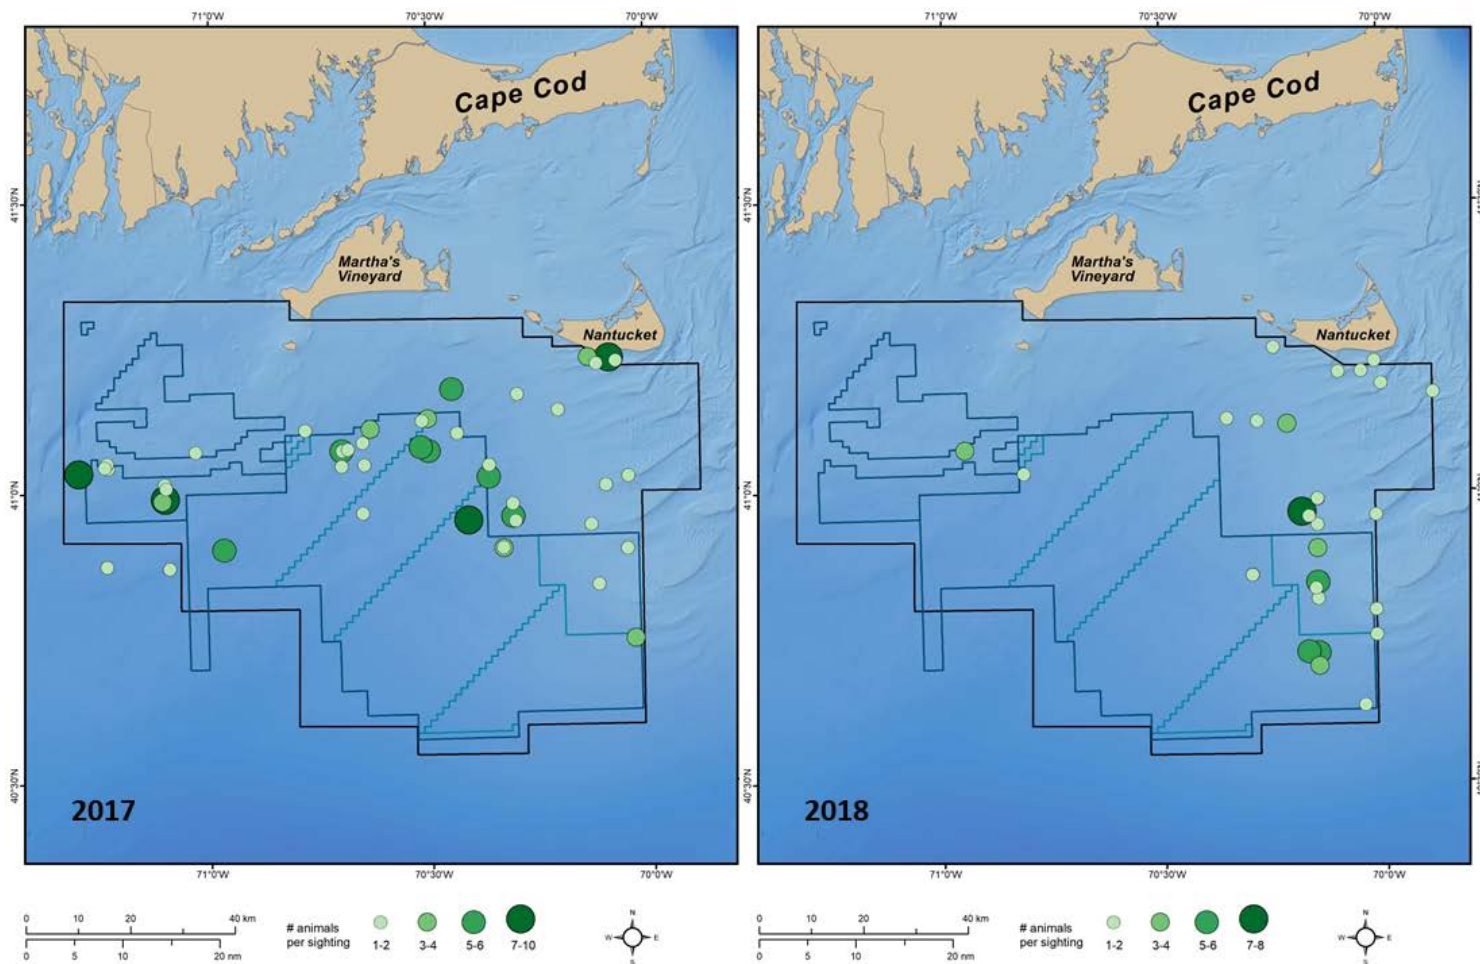 71°0'W 70°30'W 70°0'W
71°0'W 70°30'W 70°0'W
Cape Cod
Cape Cod
41°30'N
41°30'N
Martha's
Vineyard
Martha's
Vineyard
Nantucket
Nantucket
41°0'N
40°30'N
2017
2018
71°0'W 70°30'W 70°0'W
71°0'W 70°30'W 70°0'W
0 10 20 40 km
0 5 10 20 nm
# animals
per sighting
1-2 3-4 5-6 7-10
N
W E
S
0 10 20 40 km
0 5 10 20 nm
# animals
per sighting
1-2 3-4 5-6 7-8
N
W E
S